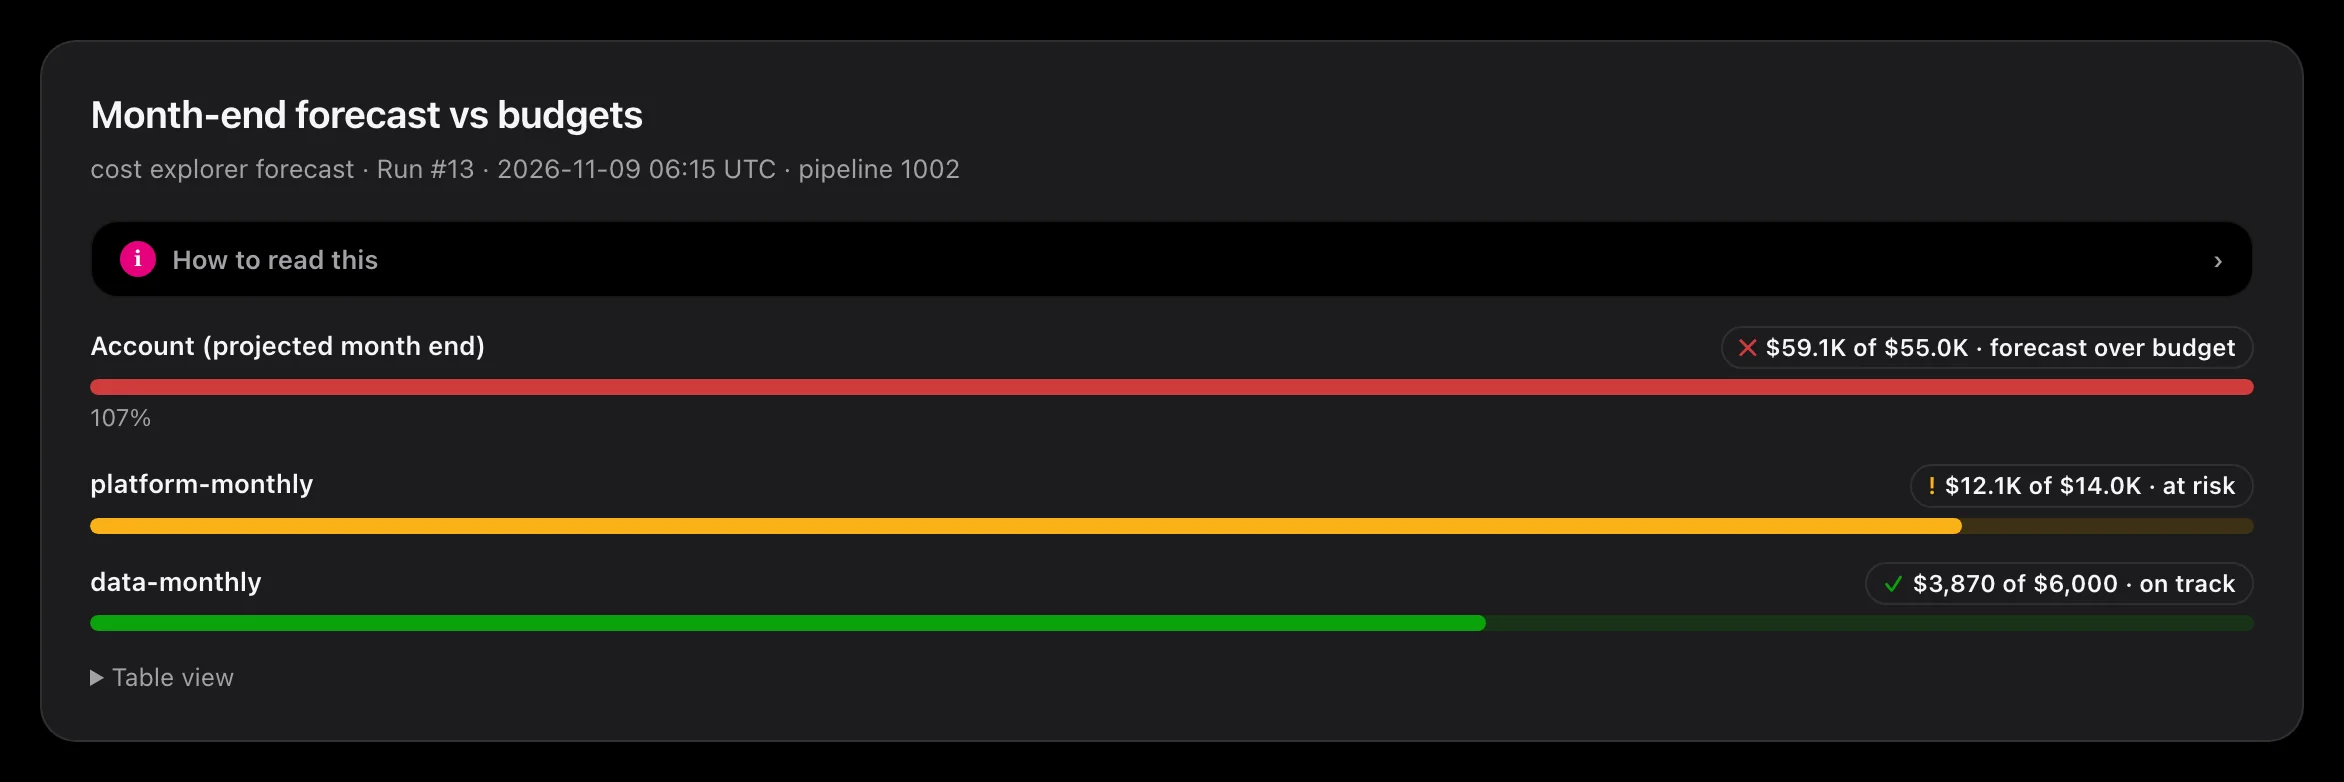 Month-end forecast vs budgets
cost explorer forecast · Run #13 · 2026-11-09 06:15 UTC · pipeline 1002
i How to read this ›
Account (projected month end) ✕ $59.1K of $55.0K · forecast over budget
107%
platform-monthly ! $12.1K of $14.0K · at risk
data-monthly ✓ $3,870 of $6,000 · on track
▶ Table view